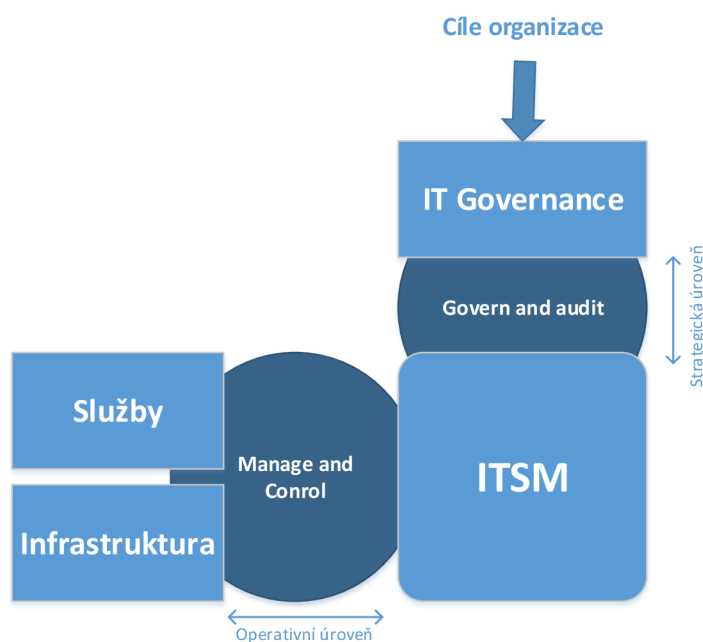 Cíle organizace
IT Governance
Govern and audit
Strategická úroveň
Služby
Manage and
Conrol
ITSM
Infrastruktura
Operativní úroveň